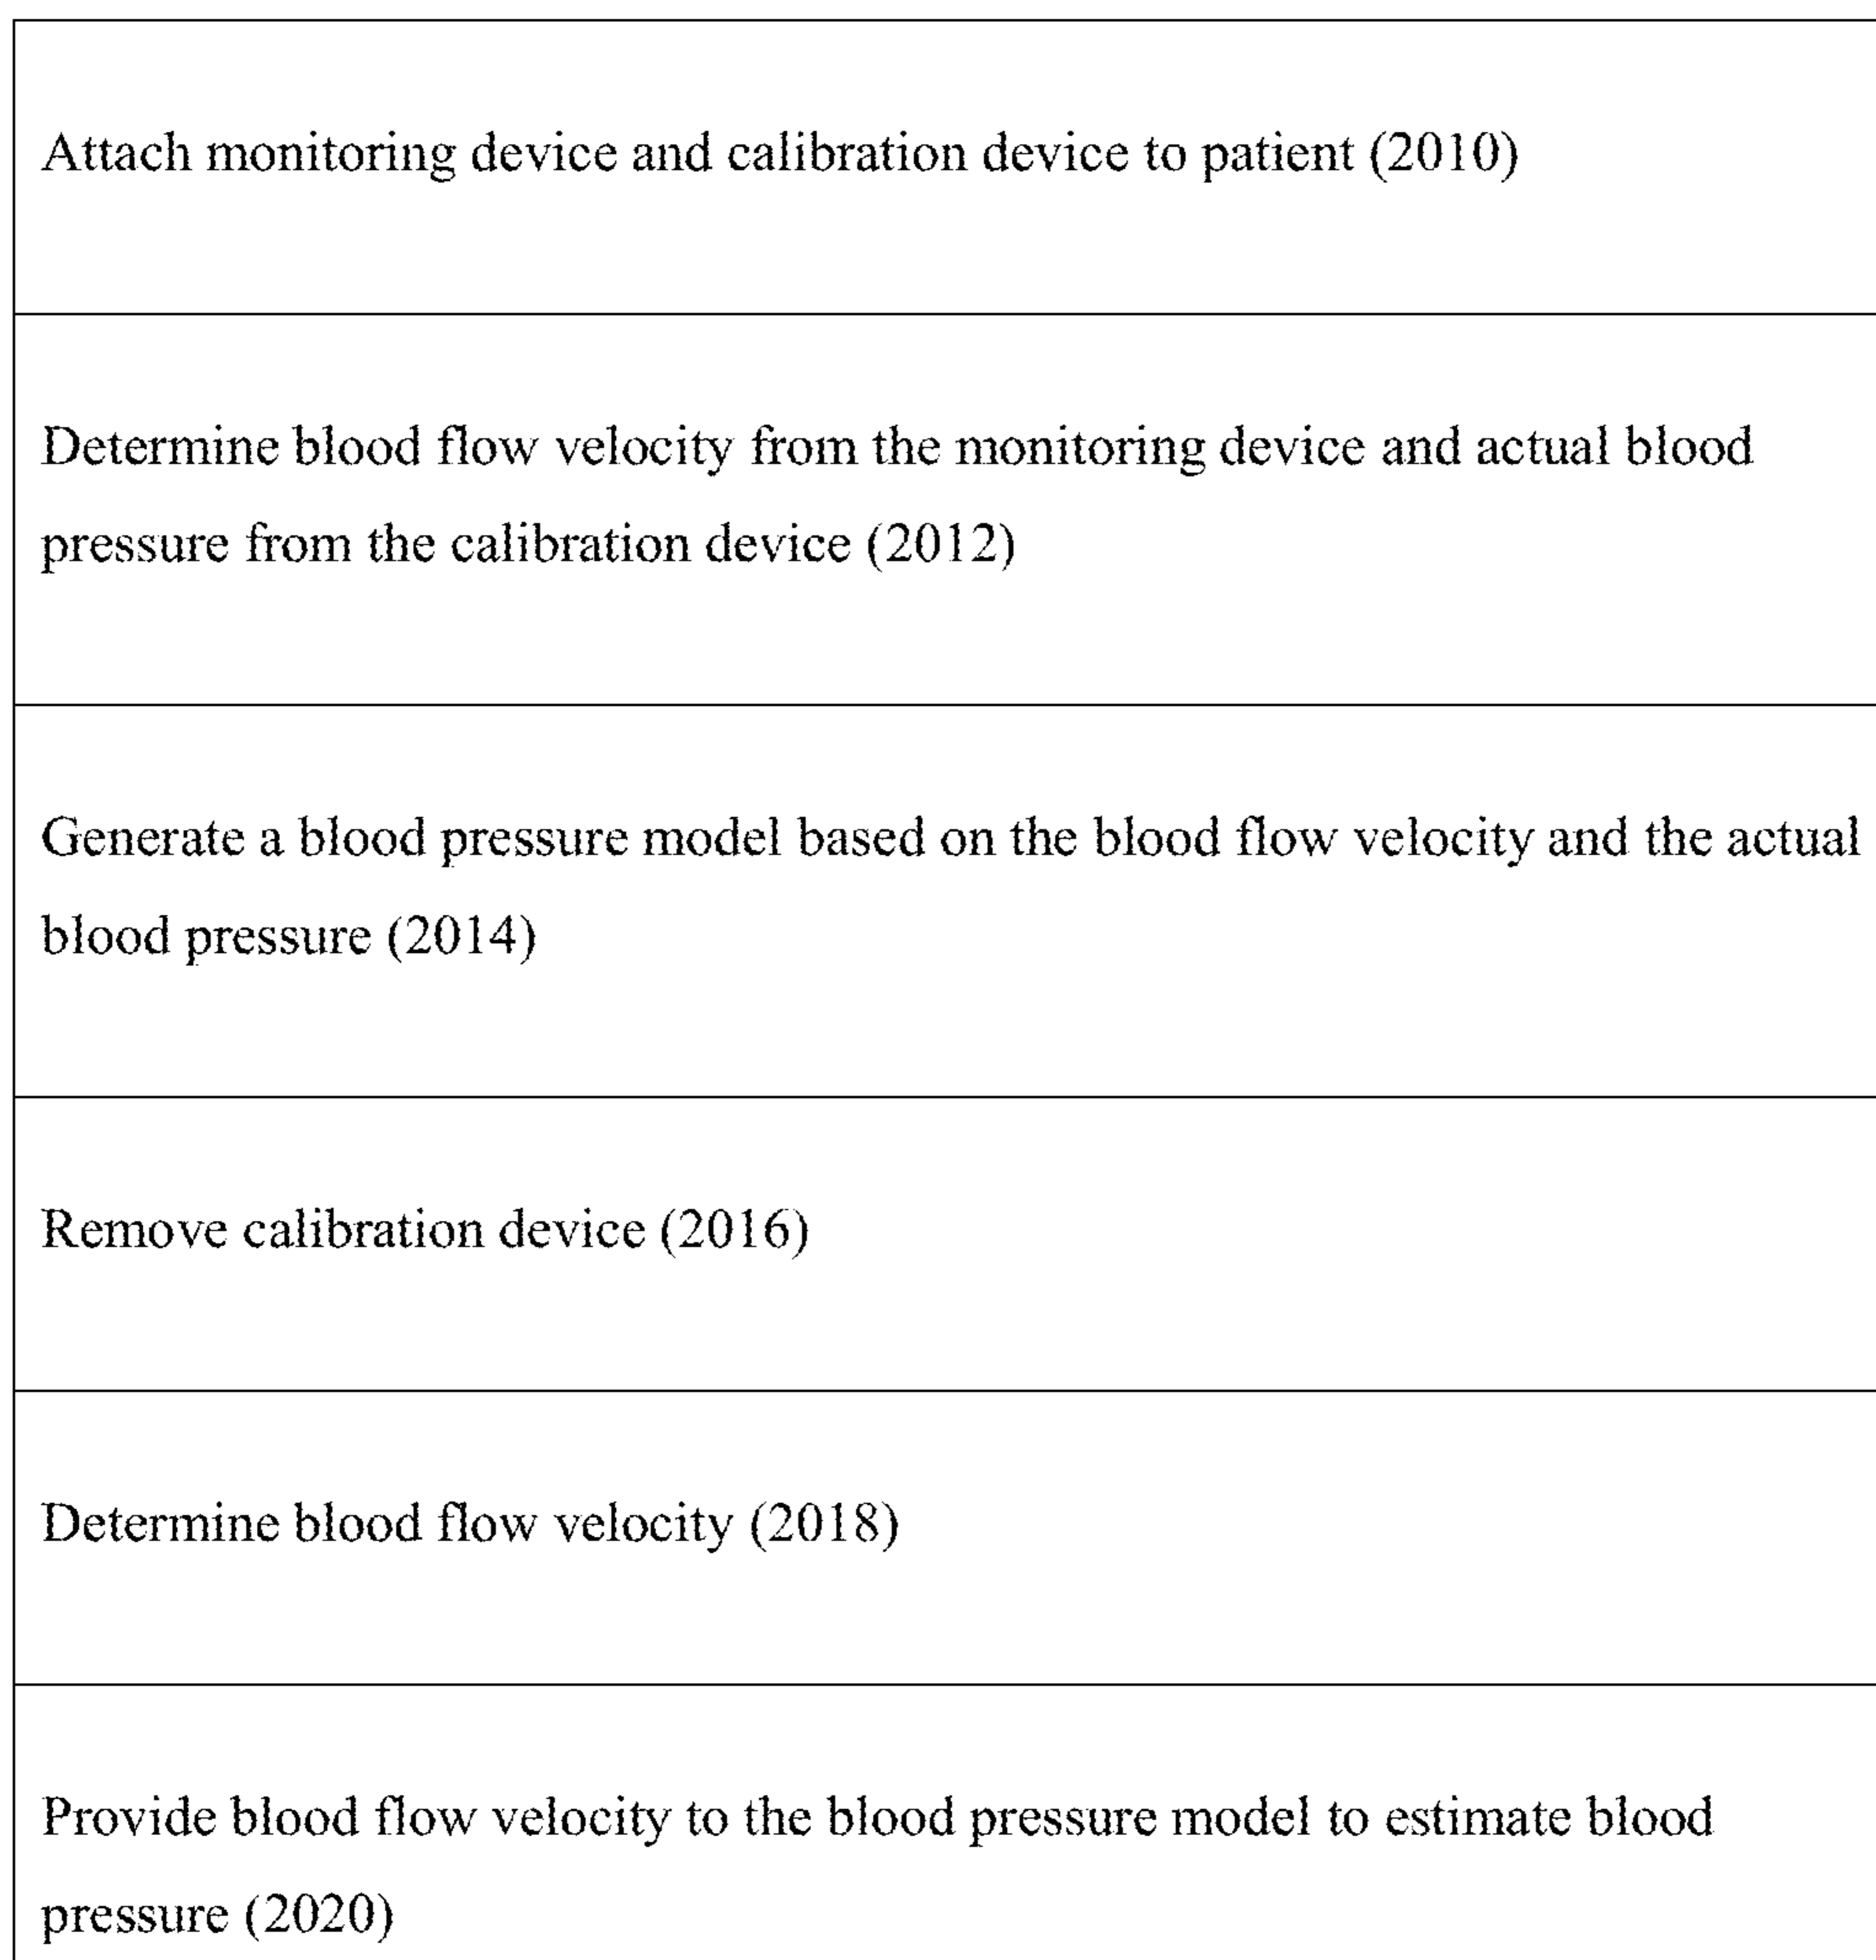 Attach monitoring device and calibration device to patient (2010)
Determine blood flow velocity from the monitoring device and actual blood
pressure from the calibration device (2012)
Generate a blood pressure model based on the blood flow velocity and the actual
blood pressure (2014)
Remove calibration device (2016)
Determine blood flow velocity (2018)
Provide blood flow velocity to the blood pressure model to estimate blood
pressure (2020)